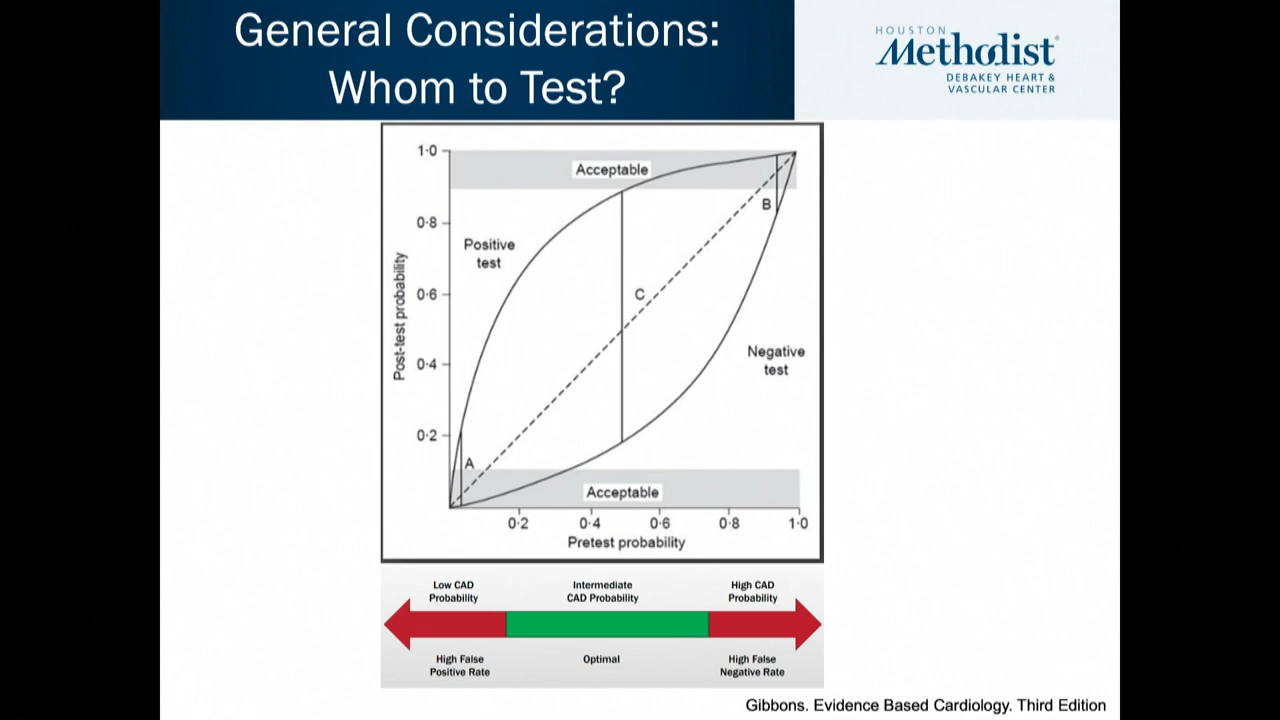 General Considerations:
Whom to Test?
HOUSTON
Methodist®
DEBAKEY HEART &
VASCULAR CENTER
1·0
Acceptable
B
0·8
Positive
test
Post-test probability
0·6
C
Negative
test
0·4
0·2
A
Acceptable
0·2
0·4
0·6
0·8
1·0
Pretest probability
Low CAD
Probability
Intermediate
CAD Probability
High CAD
Probability
High False
Positive Rate
Optimal
High False
Negative Rate
Gibbons. Evidence Based Cardiology. Third Edition